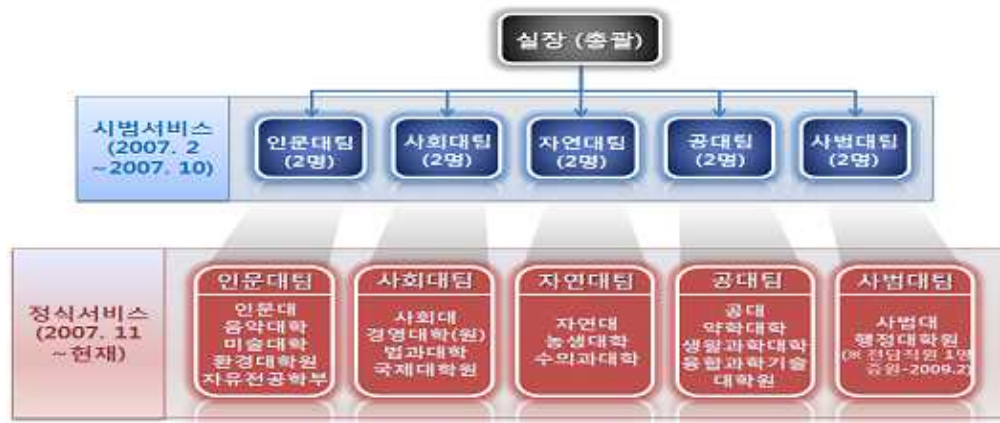 실장 (총괄)
시범서비스
(2007. 2
~2007. 10)
인문대팀
(2명)
사회대팀
(2명)
자연대팀
(2명)
공대팀
(2명)
사범대팀
(2명)
정식서비스
(2007. 11
~현재)
인문대팀
인문대
음악대학
미술대학
환경대학원
자유전공학부
사회대팀
사회대
경영대학(원)
법과대학
국제대학원
자연대팀
자연대
농생대학
수의과대학
공대팀
공대
약학대학
생활과학대학
융합과학기술
대학원
사범대팀
사범대
행정대학원
(※ 전담직원 1명
증원-2009.2)